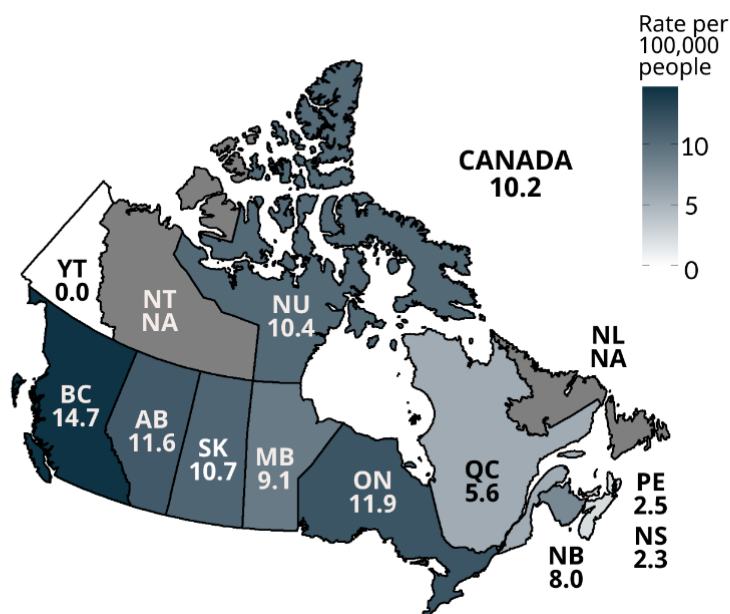 Rate per
100,000
people
10
5
0
CANADA
10.2
YT
0.0
NT
NA
NU
10.4
NL
NA
BC
14.7
AB
11.6
SK
10.7
MB
9.1
ON
11.9
QC
5.6
PE
2.5
NS
2.3
NB
8.0